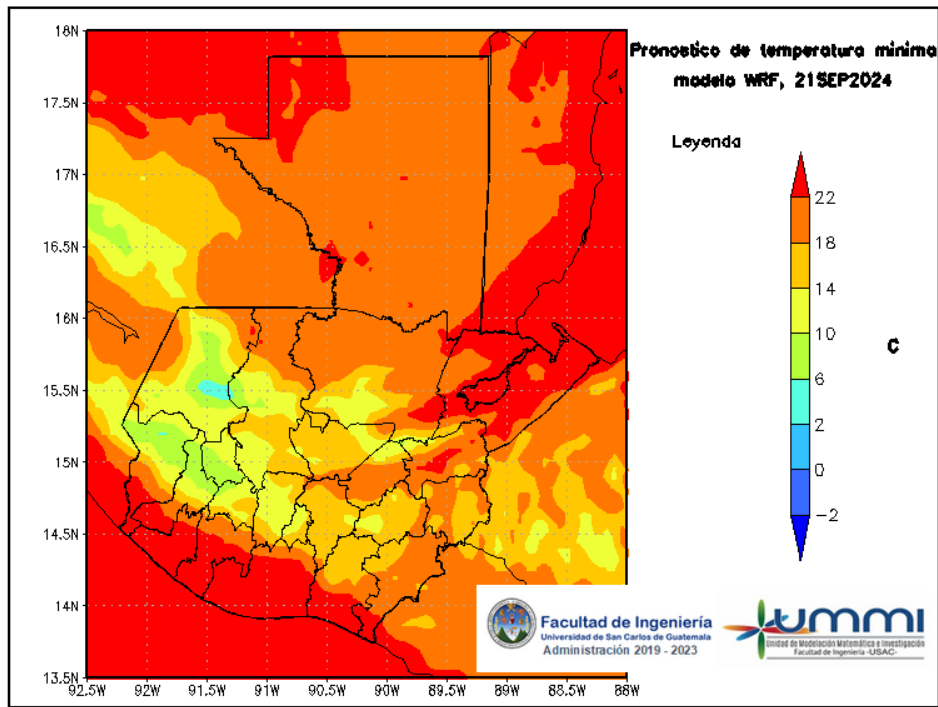 Pronostico de temperatura minima
modelo WRF, 21SEP2024
Leyenda
22
18
14
10
6
2
0
−2
C
18N
17.5N
17N
16.5N
16N
15.5N
15N
14.5N
14N
13.5N
92.5W 92W 91.5W 91W 90.5W 90W 89.5W 89W 88.5W 88W
Facultad de Ingeniería
Universidad de San Carlos de Guatemala
Administración 2019 - 2023
ummi
Unidad de Modelación Matemática e Investigación
Facultad de Ingeniería -USAC-